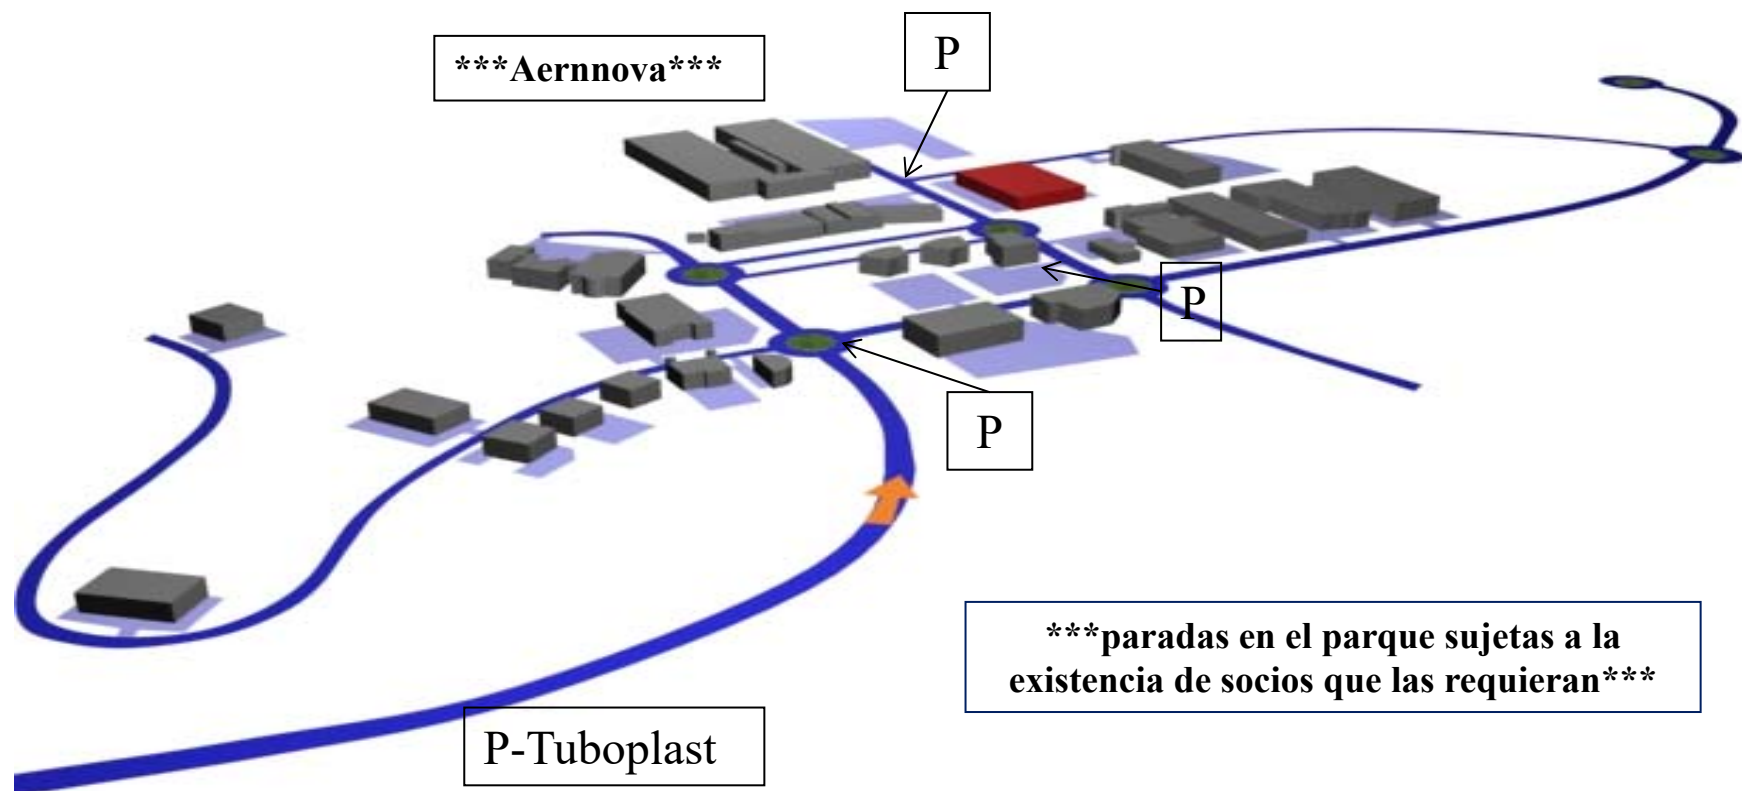 P
***Aernnova***
P
P
***paradas en el parque sujetas a la
existencia de socios que las requieran***
P-Tuboplast